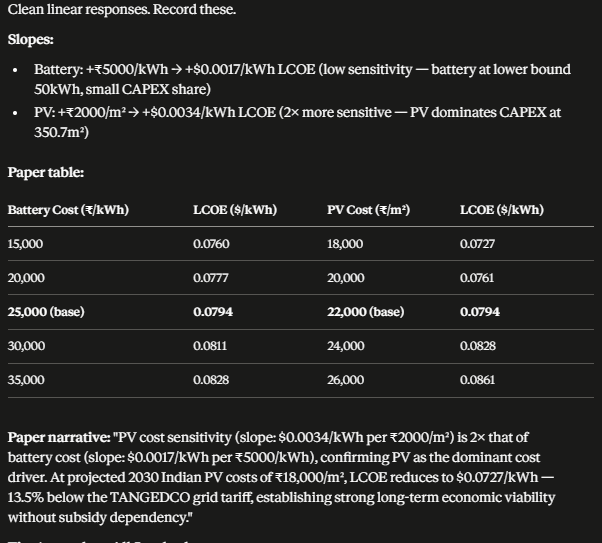 Clean linear responses. Record these.
Slopes:
• Battery: +₹5000/kWh → +$0.0017/kWh LCOE (low sensitivity — battery at lower bound
50kWh, small CAPEX share)
• PV: +₹2000/m² → +$0.0034/kWh LCOE (2× more sensitive — PV dominates CAPEX at
350.7m²)
Paper table:
Battery Cost (₹/kWh) LCOE ($/kWh) PV Cost (₹/m²) LCOE ($/kWh)
15,000 0.0760 18,000 0.0727
20,000 0.0777 20,000 0.0761
25,000 (base) 0.0794 22,000 (base) 0.0794
30,000 0.0811 24,000 0.0828
35,000 0.0828 26,000 0.0861
Paper narrative: "PV cost sensitivity (slope: $0.0034/kWh per ₹2000/m²) is 2× that of
battery cost (slope: $0.0017/kWh per ₹5000/kWh), confirming PV as the dominant cost
driver. At projected 2030 Indian PV costs of ₹18,000/m², LCOE reduces to $0.0727/kWh —
13.5% below the TANGEDCO grid tariff, establishing strong long-term economic viability
without subsidy dependency."